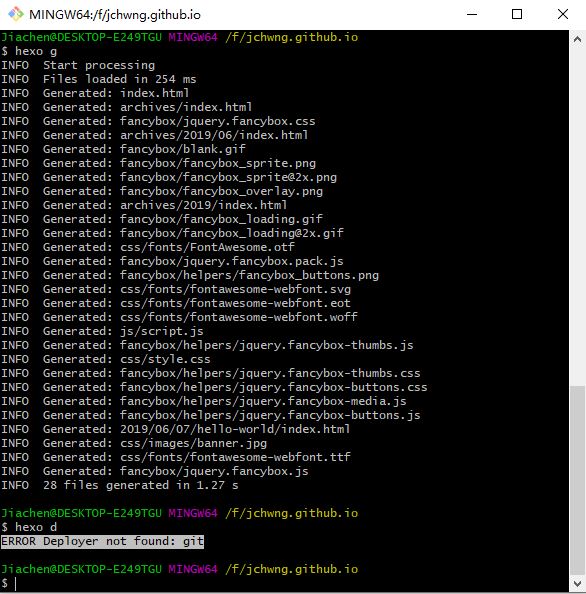 MINGW64:/f/jchwng.github.io
Jiachen@DESKTOP-E249TGU MINGW64 /f/jchwng.github.io
$ hexo g
INFO  Start processing
INFO  Files loaded in 254 ms
INFO  Generated: index.html
INFO  Generated: archives/index.html
INFO  Generated: fancybox/jquery.fancybox.css
INFO  Generated: archives/2019/06/index.html
INFO  Generated: fancybox/blank.gif
INFO  Generated: fancybox/fancybox_sprite.png
INFO  Generated: fancybox/fancybox_sprite@2x.png
INFO  Generated: fancybox/fancybox_overlay.png
INFO  Generated: archives/2019/index.html
INFO  Generated: fancybox/fancybox_loading.gif
INFO  Generated: fancybox/fancybox_loading@2x.gif
INFO  Generated: css/fonts/FontAwesome.otf
INFO  Generated: fancybox/jquery.fancybox.pack.js
INFO  Generated: fancybox/helpers/fancybox_buttons.png
INFO  Generated: css/fonts/fontawesome-webfont.svg
INFO  Generated: css/fonts/fontawesome-webfont.eot
INFO  Generated: css/fonts/fontawesome-webfont.woff
INFO  Generated: js/script.js
INFO  Generated: fancybox/helpers/jquery.fancybox-thumbs.js
INFO  Generated: css/style.css
INFO  Generated: fancybox/helpers/jquery.fancybox-thumbs.css
INFO  Generated: fancybox/helpers/jquery.fancybox-buttons.css
INFO  Generated: fancybox/helpers/jquery.fancybox-media.js
INFO  Generated: fancybox/helpers/jquery.fancybox-buttons.js
INFO  Generated: 2019/06/07/hello-world/index.html
INFO  Generated: css/images/banner.jpg
INFO  Generated: css/fonts/fontawesome-webfont.ttf
INFO  Generated: fancybox/jquery.fancybox.js
INFO  28 files generated in 1.27 s
Jiachen@DESKTOP-E249TGU MINGW64 /f/jchwng.github.io
$ hexo d
ERROR Deployer not found: git
Jiachen@DESKTOP-E249TGU MINGW64 /f/jchwng.github.io
$